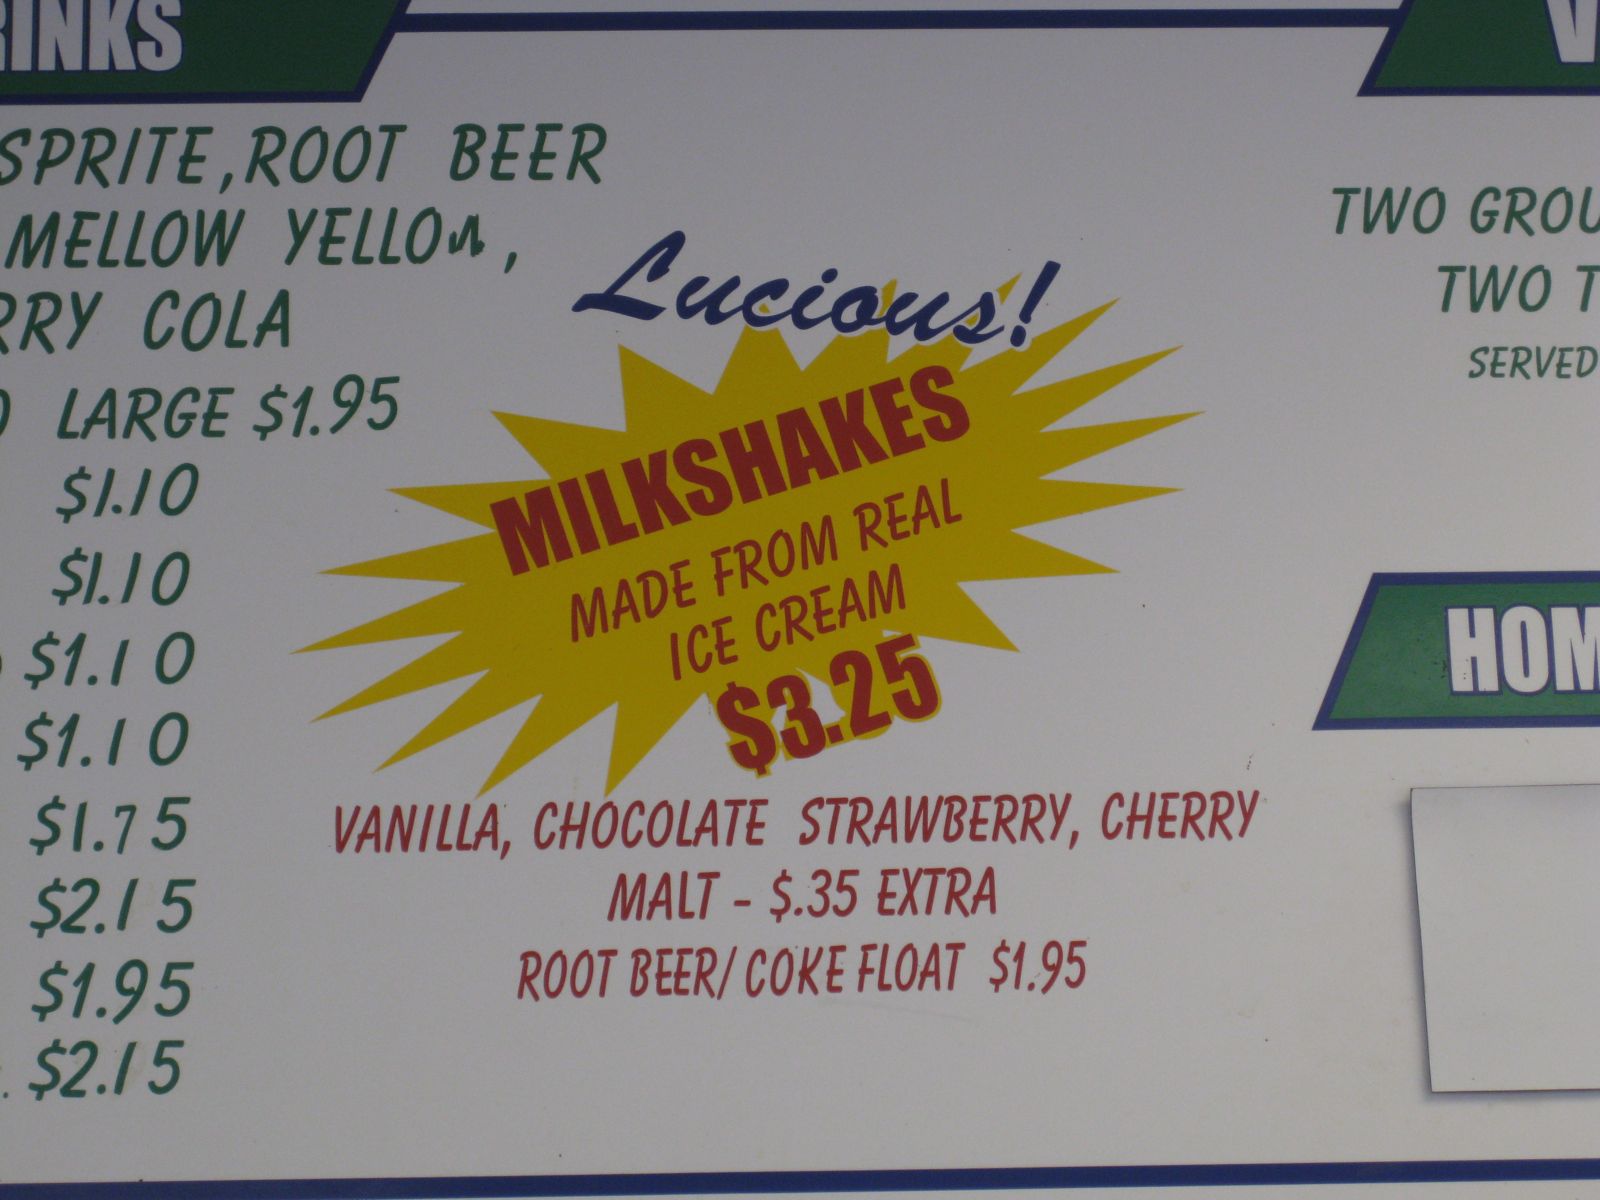 RINKS
SPRITE, ROOT BEER
MELLOW YELLOW,
RRY COLA
LARGE $1.95
$1.10
$1.10
$1.10
$1.10
$1.75
$2.15
$1.95
$2.15
Lucious!
MILKSHAKES
MADE FROM REAL
ICE CREAM
$3.25
VANILLA, CHOCOLATE STRAWBERRY, CHERRY
MALT - $.35 EXTRA
ROOT BEER/ COKE FLOAT $1.95
V
TWO GROU
TWO T
SERVED
HOM